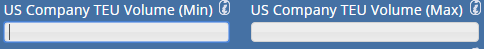 US Company TEU Volume (Min) i US Company TEU Volume (Max) i